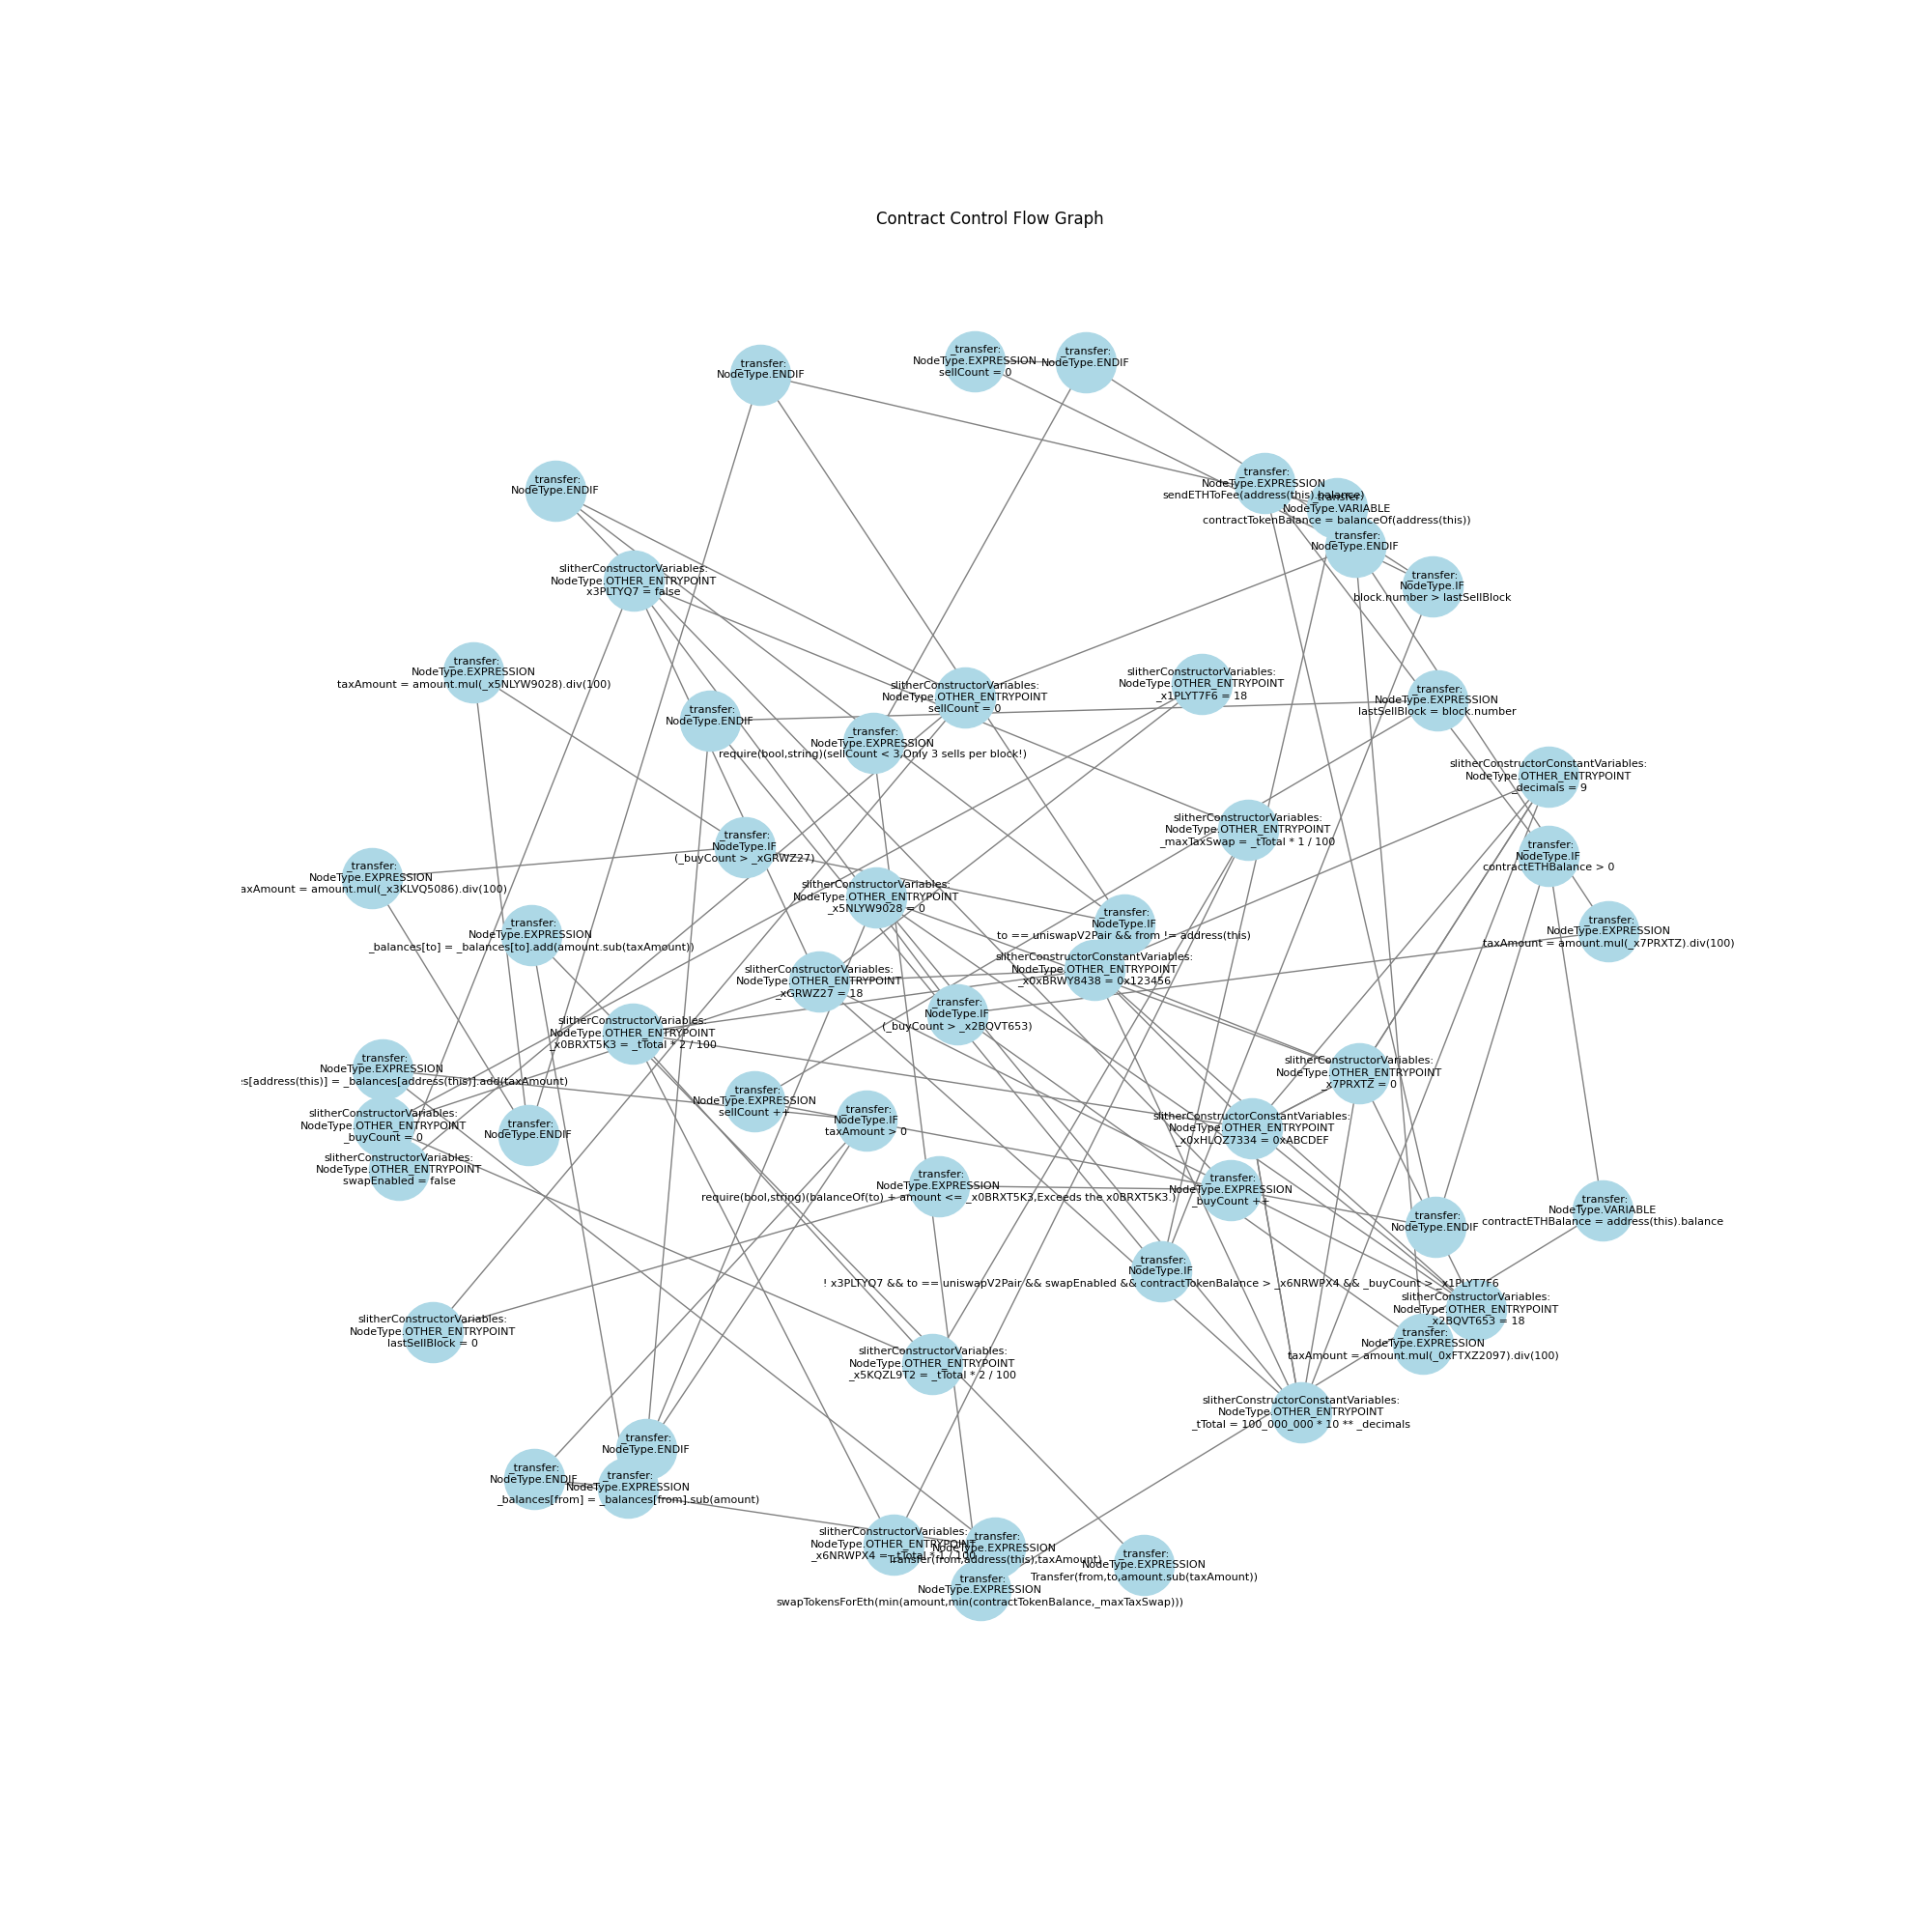 Contract Control Flow Graph
_transfer:
NodeType.EXPRESSION
sellCount = 0
_transfer:
NodeType.ENDIF
_transfer:
NodeType.ENDIF
_transfer:
NodeType.EXPRESSION
sendETHToFee(address(this).balance)
_transfer:
NodeType.ENDIF
_transfer:
NodeType.VARIABLE
contractTokenBalance = balanceOf(address(this))
_transfer:
NodeType.ENDIF
slitherConstructorVariables:
NodeType.OTHER_ENTRYPOINT
x3PLTYQ7 = false
_transfer:
NodeType.IF
block.number > lastSellBlock
_transfer:
NodeType.EXPRESSION
taxAmount = amount.mul(_x5NLYW9028).div(100)
slitherConstructorVariables:
NodeType.OTHER_ENTRYPOINT
sellCount = 0
slitherConstructorVariables:
NodeType.OTHER_ENTRYPOINT
_x1PLYT7F6 = 18
_transfer:
NodeType.EXPRESSION
lastSellBlock = block.number
_transfer:
NodeType.ENDIF
_transfer:
NodeType.EXPRESSION
require(bool,string)(sellCount < 3,Only 3 sells per block!)
slitherConstructorConstantVariables:
NodeType.OTHER_ENTRYPOINT
_decimals = 9
slitherConstructorVariables:
NodeType.OTHER_ENTRYPOINT
_maxTaxSwap = _tTotal * 1 / 100
_transfer:
NodeType.IF
(_buyCount > _xGRWZ27)
_transfer:
NodeType.IF
contractETHBalance > 0
_transfer:
NodeType.EXPRESSION
axAmount = amount.mul(_x3KLVQ5086).div(100)
slitherConstructorVariables:
NodeType.OTHER_ENTRYPOINT
_x5NLYW9028 = 0
_transfer:
NodeType.IF
to == uniswapV2Pair && from != address(this)
_transfer:
NodeType.EXPRESSION
taxAmount = amount.mul(_x7PRXTZ).div(100)
_transfer:
NodeType.EXPRESSION
_balances[to] = _balances[to].add(amount.sub(taxAmount))
slitherConstructorConstantVariables:
NodeType.OTHER_ENTRYPOINT
_x0xBRWY8438 = 0x123456
slitherConstructorVariables:
NodeType.OTHER_ENTRYPOINT
_xGRWZ27 = 18
_transfer:
NodeType.IF
(_buyCount > _x2BQVT653)
slitherConstructorVariables:
NodeType.OTHER_ENTRYPOINT
_x0BRXT5K3 = _tTotal * 2 / 100
_transfer:
NodeType.EXPRESSION
s[address(this)] = _balances[address(this)].add(taxAmount)
slitherConstructorVariables:
NodeType.OTHER_ENTRYPOINT
_x7PRXTZ = 0
_transfer:
NodeType.EXPRESSION
sellCount ++
_transfer:
NodeType.IF
taxAmount > 0
slitherConstructorVariables:
NodeType.OTHER_ENTRYPOINT
_buyCount = 0
_transfer:
NodeType.ENDIF
slitherConstructorConstantVariables:
NodeType.OTHER_ENTRYPOINT
_x0xHLQZ7334 = 0xABCDEF
slitherConstructorVariables:
NodeType.OTHER_ENTRYPOINT
swapEnabled = false
_transfer:
NodeType.EXPRESSION
require(bool,string)(balanceOf(to) + amount <= _x0BRXT5K3,Exceeds the x0BRXT5K3.)
_transfer:
NodeType.EXPRESSION
_buyCount ++
_transfer:
NodeType.VARIABLE
contractETHBalance = address(this).balance
_transfer:
NodeType.ENDIF
_transfer:
NodeType.IF
! x3PLTYQ7 && to == uniswapV2Pair && swapEnabled && contractTokenBalance > _x6NRWPX4 && _buyCount > _x1PLYT7F6
slitherConstructorVariables:
NodeType.OTHER_ENTRYPOINT
_x2BQVT653 = 18
slitherConstructorVariables:
NodeType.OTHER_ENTRYPOINT
lastSellBlock = 0
_transfer:
NodeType.EXPRESSION
taxAmount = amount.mul(_0xFTXZ2097).div(100)
slitherConstructorVariables:
NodeType.OTHER_ENTRYPOINT
_x5KQZL9T2 = _tTotal * 2 / 100
slitherConstructorConstantVariables:
NodeType.OTHER_ENTRYPOINT
_tTotal = 100_000_000 * 10 ** _decimals
_transfer:
NodeType.ENDIF
_transfer:
NodeType.ENDIF
_transfer:
NodeType.EXPRESSION
_balances[from] = _balances[from].sub(amount)
slitherConstructorVariables:
NodeType.OTHER_ENTRYPOINT
_x6NRWPX4 = _tTotal * 1 / 100
_transfer:
NodeType.EXPRESSION
Transfer(from,address(this),taxAmount)
_transfer:
NodeType.EXPRESSION
Transfer(from,to,amount.sub(taxAmount))
_transfer:
NodeType.EXPRESSION
swapTokensForEth(min(amount,min(contractTokenBalance,_maxTaxSwap)))